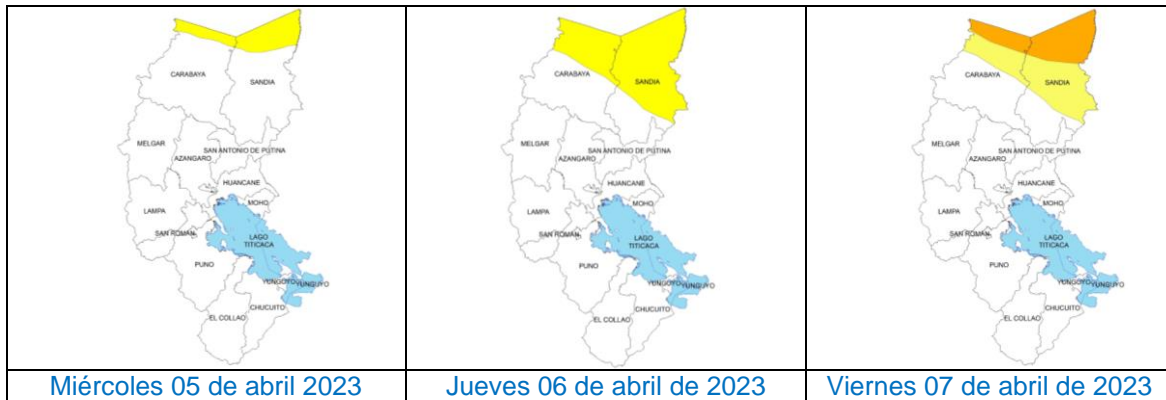 CARABAYA
SANDIA
MELGAR
SAN ANTONIO DE PUTINA
AZANGARO
HUANCANE
MOHO
LAMPA
SAN ROMAN
LAGO
TITICACA
PUNO
YUNGUYO
YUNGUYO
CHUCUITO
EL COLLAO
Miércoles 05 de abril 2023
CARABAYA
SANDIA
MELGAR
SAN ANTONIO DE PUTINA
AZANGARO
HUANCANE
MOHO
LAMPA
SAN ROMAN
LAGO
TITICACA
PUNO
YUNGUYO
YUNGUYO
CHUCUITO
EL COLLAO
Jueves 06 de abril de 2023
CARABAYA
SANDIA
MELGAR
SAN ANTONIO DE PUTINA
AZANGARO
HUANCANE
MOHO
LAMPA
SAN ROMAN
LAGO
TITICACA
PUNO
YUNGUYO
YUNGUYO
CHUCUITO
EL COLLAO
Viernes 07 de abril de 2023